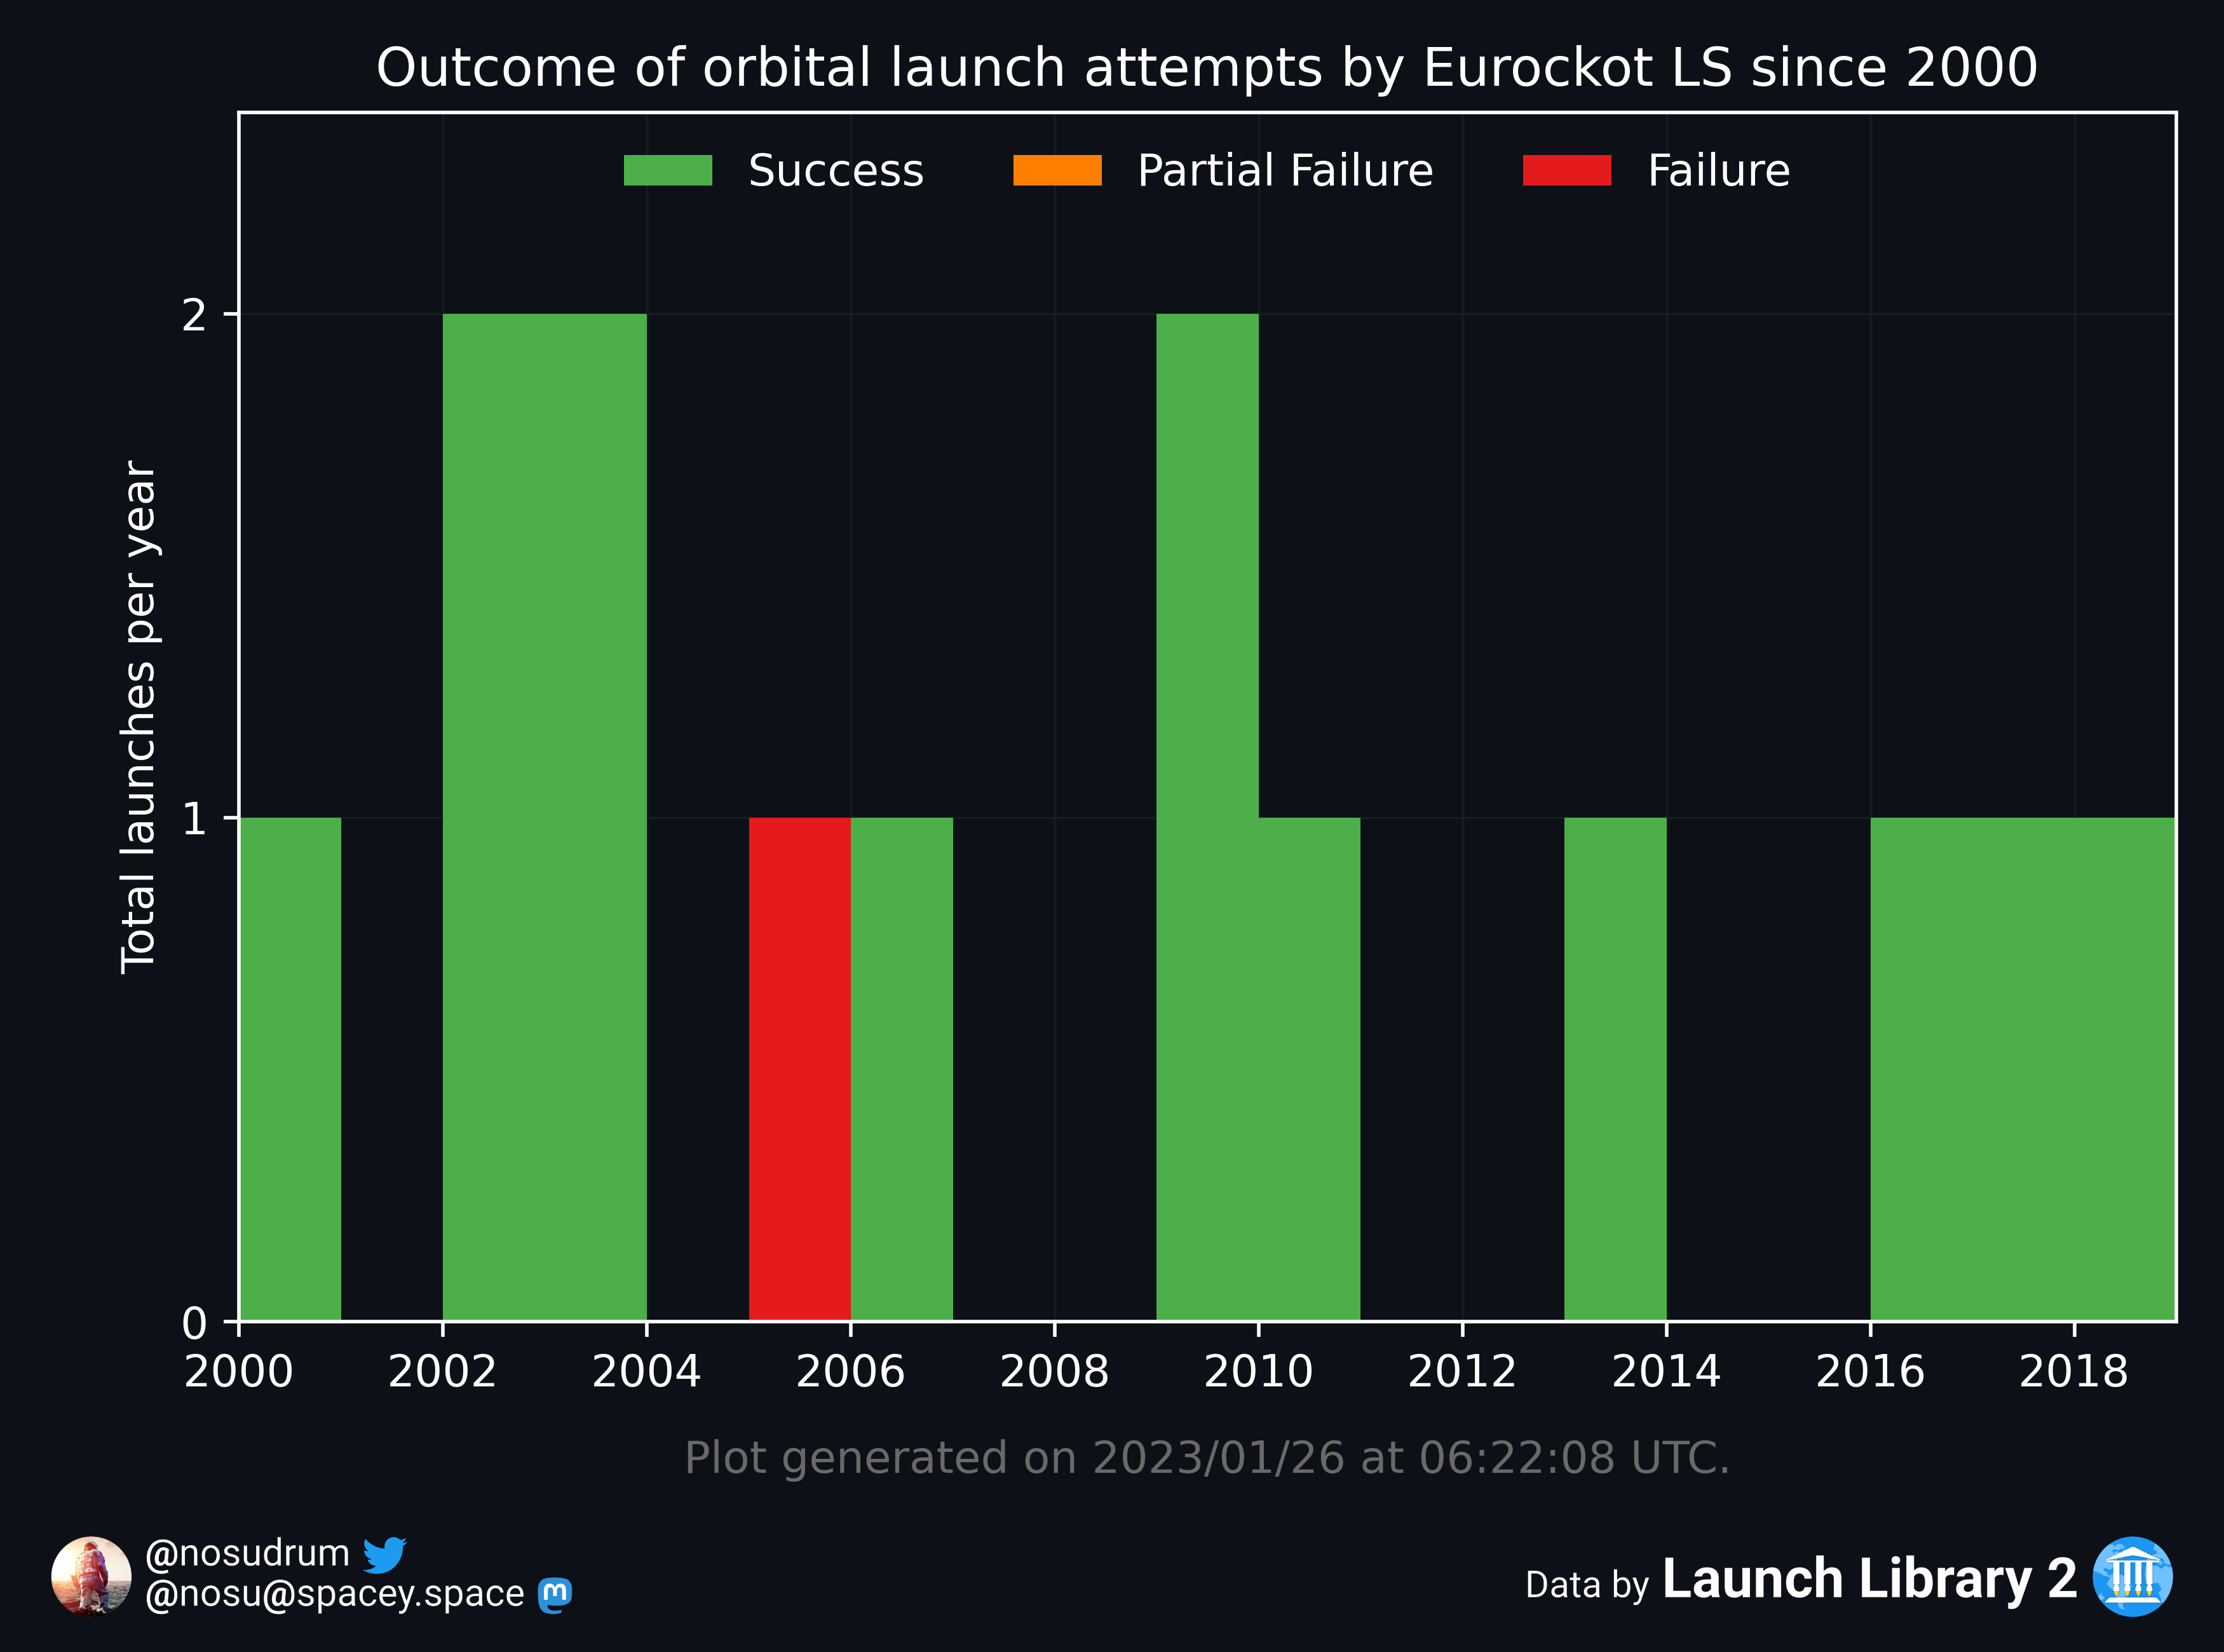 Outcome of orbital launch attempts by Eurockot LS since 2000
Success Partial Failure Failure
Total launches per year
2
1
0
2000 2002 2004 2006 2008 2010 2012 2014 2016 2018
Plot generated on 2023/01/26 at 06:22:08 UTC.
@nosudrum
@nosu@spacey.space
Data by Launch Library 2